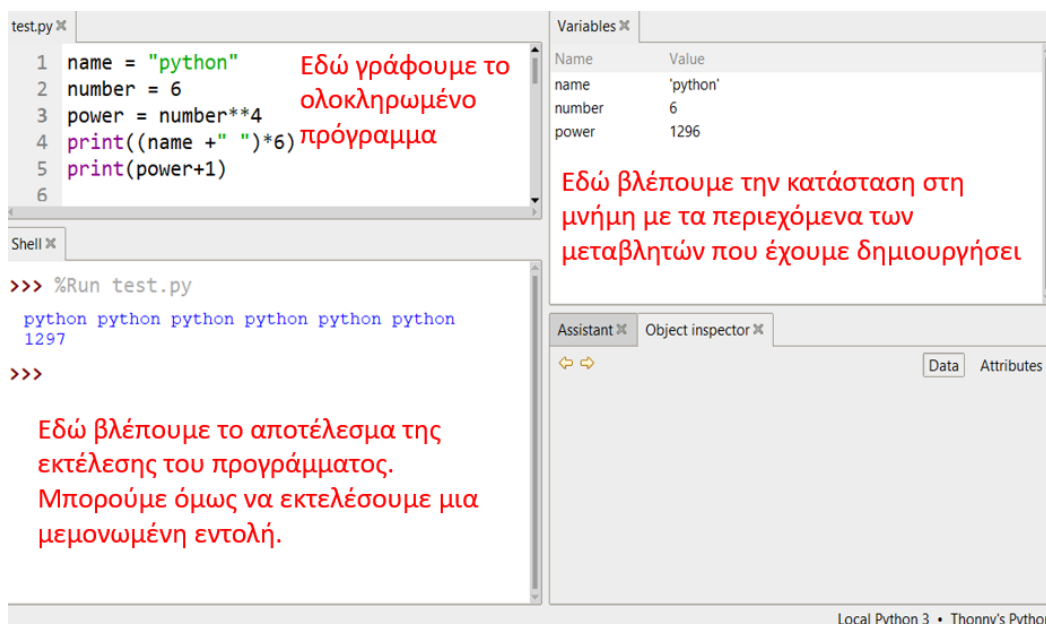 test.py
1 name = "python"
2 number = 6
3 power = number**4
4 print((name +" ")*6)
5 print(power+1)
6
Εδώ γράφουμε το
ολοκληρωμένο
πρόγραμμα
Variables
Name Value
name 'python'
number 6
power 1296
Εδώ βλέπουμε την κατάσταση στη
μνήμη με τα περιεχόμενα των
μεταβλητών που έχουμε δημιουργήσει
Shell
>>> %Run test.py
python python python python python python
1297
>>>
Εδώ βλέπουμε το αποτέλεσμα της
εκτέλεσης του προγράμματος.
Μπορούμε όμως να εκτελέσουμε μια
μεμονωμένη εντολή.
Assistant Object inspector
Data Attributes
Local Python 3 • Thonny's Python